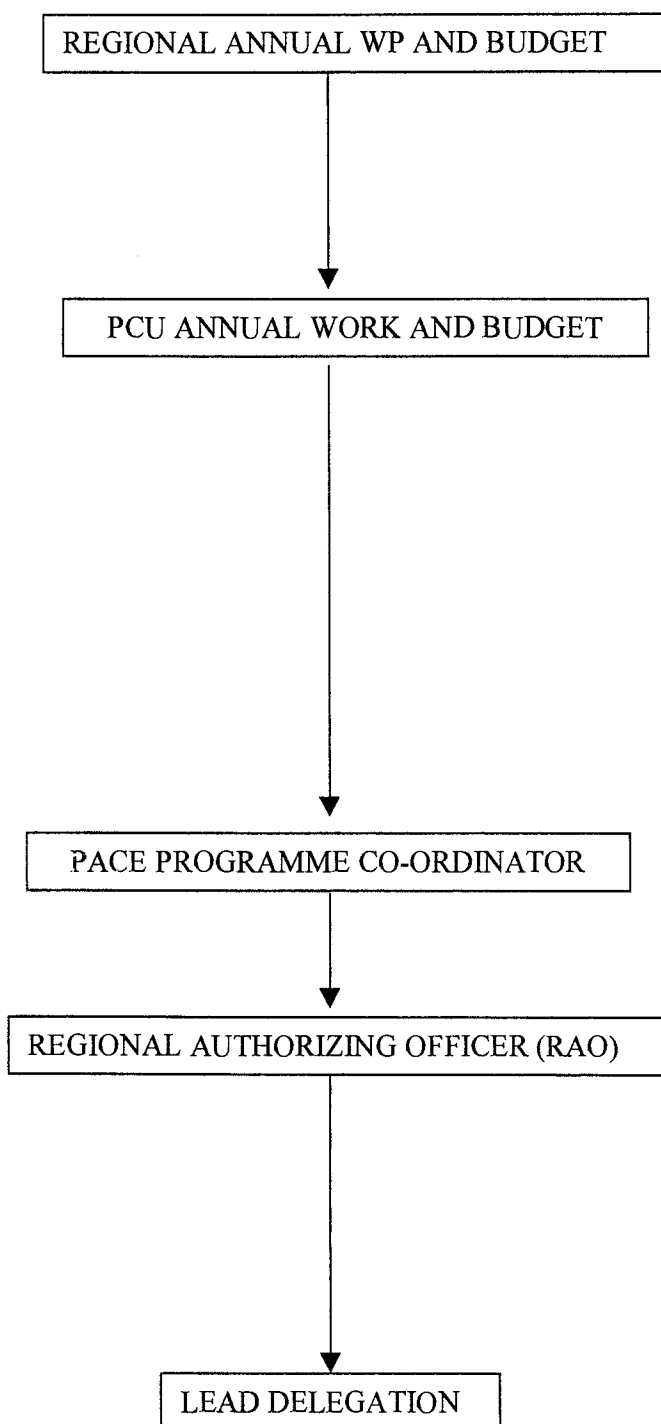 REGIONAL ANNUAL WP AND BUDGET
PCU ANNUAL WORK AND BUDGET
PACE PROGRAMME CO-ORDINATOR
REGIONAL AUTHORIZING OFFICER (RAO)
LEAD DELEGATION